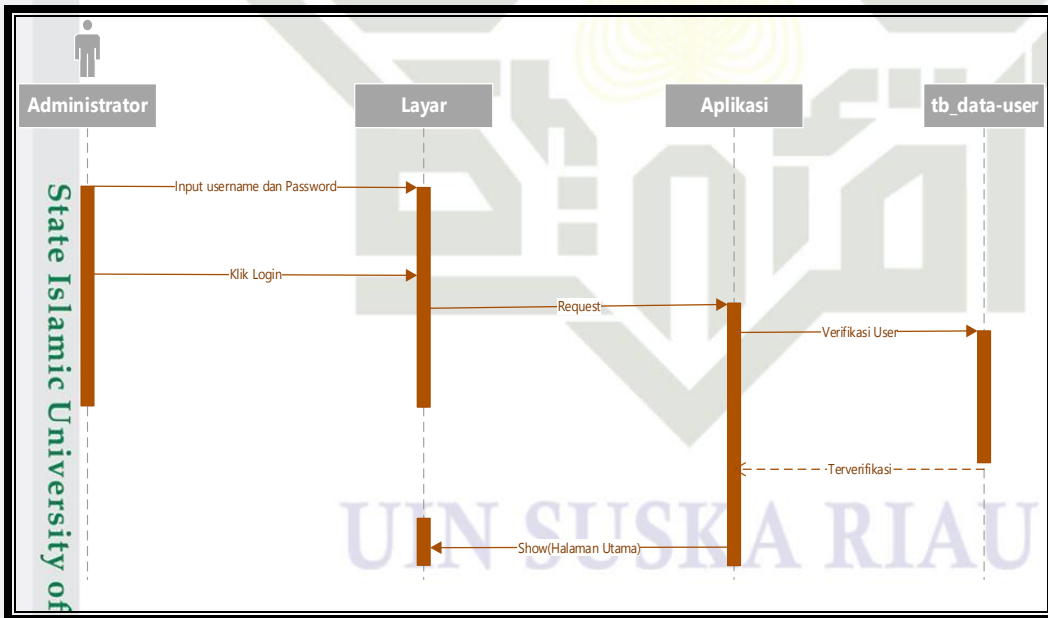 Administrator
Layar
Aplikasi
tb_data-user
Input username dan Password
Klik Login
Request
Verifikasi User
Terverifikasi
Show(Halaman Utama)
State Islamic University of
UIN SUSKA RIAU